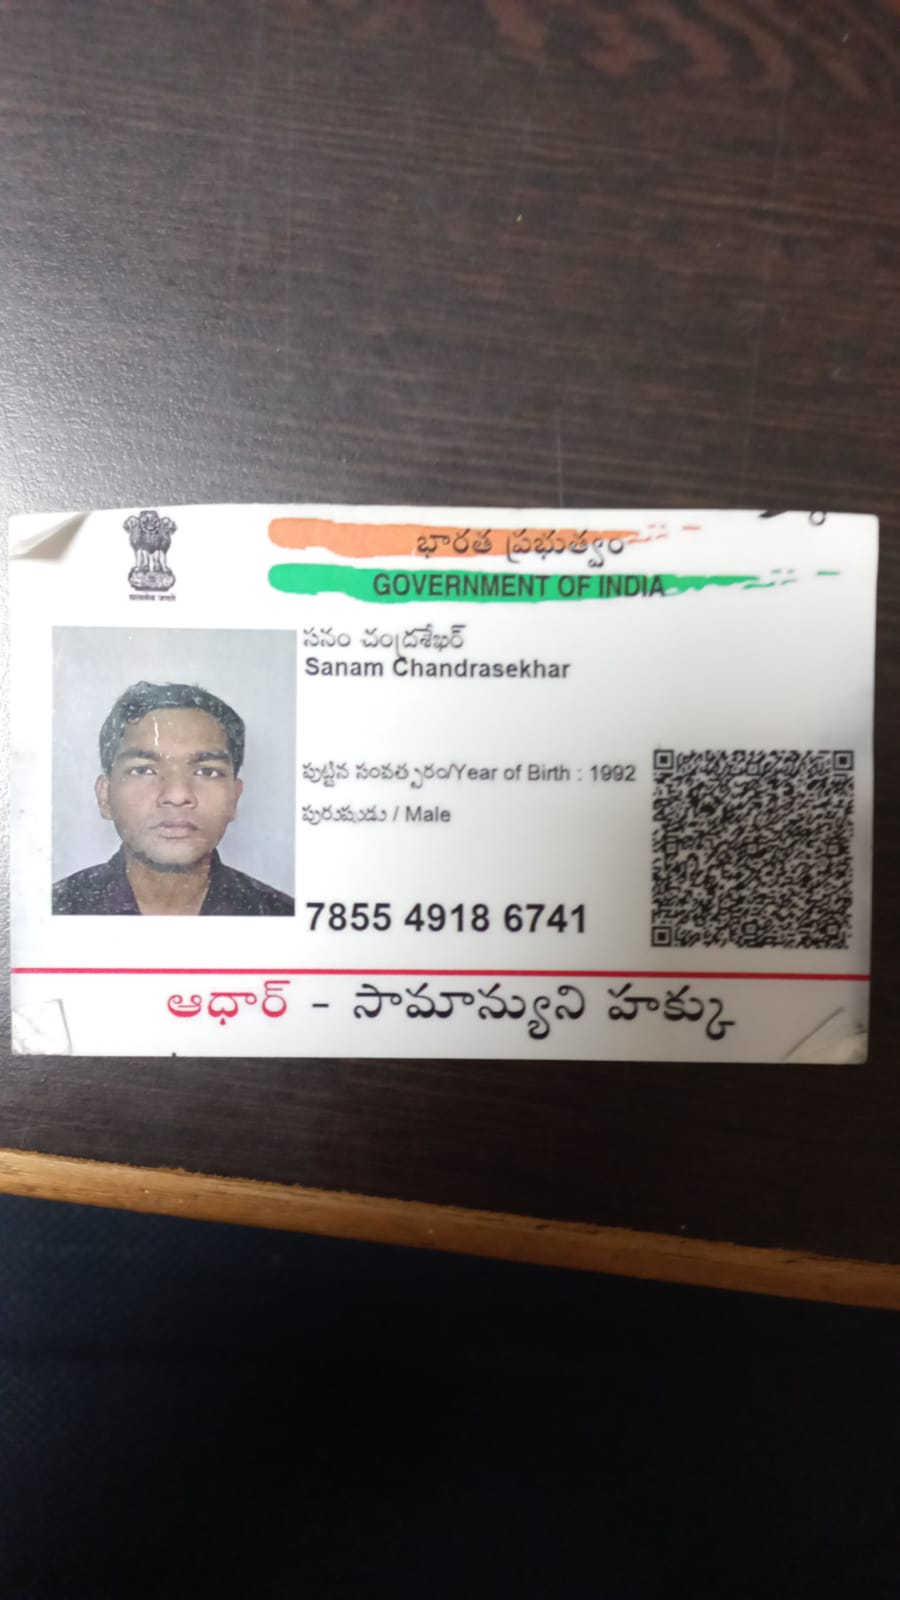 భారత ప్రభుత్వం
GOVERNMENT OF INDIA
सत्यमेव जयते
సనం చంద్రశేఖర్
Sanam Chandrasekhar
పుట్టిన సంవత్సరం/Year of Birth : 1992
పురుషుడు / Male
7855 4918 6741
ఆధార్ - సామాన్యుని హక్కు